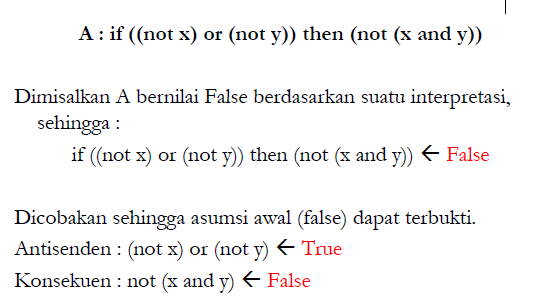 A : if ((not x) or (not y)) then (not (x and y))
Dimisalkan A bernilai False berdasarkan suatu interpretasi,
sehingga :
if ((not x) or (not y)) then (not (x and y)) ← False
Dicobakan sehingga asumsi awal (false) dapat terbukti.
Antisenden : (not x) or (not y) ← True
Konsekuen : not (x and y) ← False